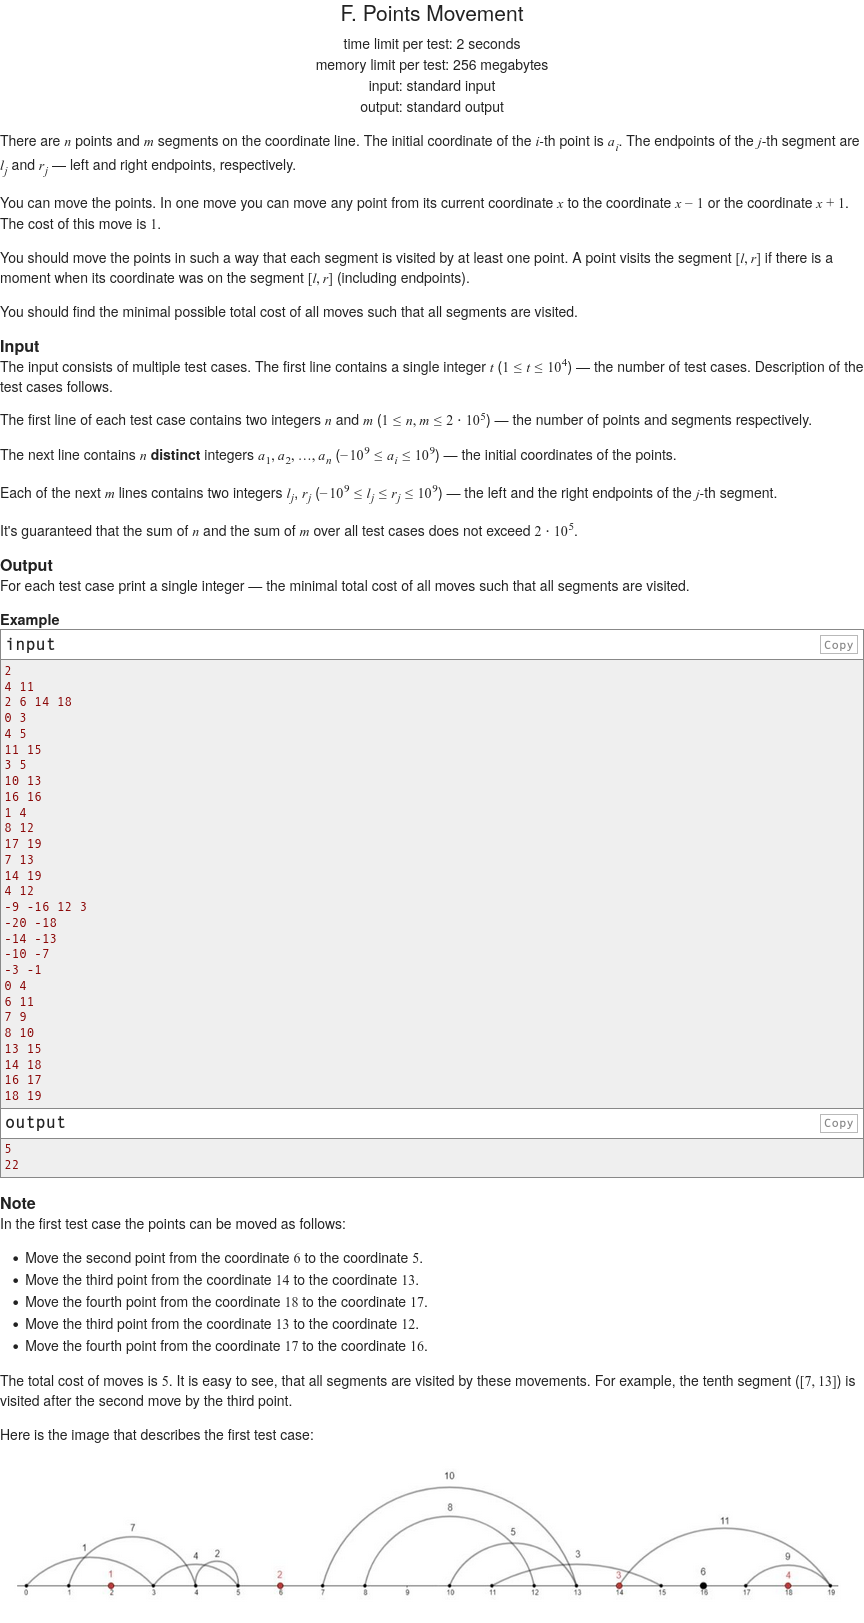 F. Points Movement
time limit per test: 2 seconds
memory limit per test: 256 megabytes
input: standard input
output: standard output
There are n points and m segments on the coordinate line. The initial coordinate of the i-th point is a_i. The endpoints of the j-th segment are
l_j and r_j — left and right endpoints, respectively.
You can move the points. In one move you can move any point from its current coordinate x to the coordinate x − 1 or the coordinate x + 1.
The cost of this move is 1.
You should move the points in such a way that each segment is visited by at least one point. A point visits the segment [l, r] if there is a
moment when its coordinate was on the segment [l, r] (including endpoints).
You should find the minimal possible total cost of all moves such that all segments are visited.
Input
The input consists of multiple test cases. The first line contains a single integer t (1 ≤ t ≤ 10^4) — the number of test cases. Description of the
test cases follows.
The first line of each test case contains two integers n and m (1 ≤ n, m ≤ 2 · 10^5) — the number of points and segments respectively.
The next line contains n distinct integers a_1, a_2, …, a_n (−10^9 ≤ a_i ≤ 10^9) — the initial coordinates of the points.
Each of the next m lines contains two integers l_j, r_j (−10^9 ≤ l_j ≤ r_j ≤ 10^9) — the left and the right endpoints of the j-th segment.
It's guaranteed that the sum of n and the sum of m over all test cases does not exceed 2 · 10^5.
Output
For each test case print a single integer — the minimal total cost of all moves such that all segments are visited.
Example
input Copy
2
4 11
2 6 14 18
0 3
4 5
11 15
3 5
10 13
16 16
1 4
8 12
17 19
7 13
14 19
4 12
-9 -16 12 3
-20 -18
-14 -13
-10 -7
-3 -1
0 4
6 11
7 9
8 10
13 15
14 18
16 17
18 19
output Copy
5
22
Note
In the first test case the points can be moved as follows:
• Move the second point from the coordinate 6 to the coordinate 5.
• Move the third point from the coordinate 14 to the coordinate 13.
• Move the fourth point from the coordinate 18 to the coordinate 17.
• Move the third point from the coordinate 13 to the coordinate 12.
• Move the fourth point from the coordinate 17 to the coordinate 16.
The total cost of moves is 5. It is easy to see, that all segments are visited by these movements. For example, the tenth segment ([7, 13]) is
visited after the second move by the third point.
Here is the image that describes the first test case:
10
8
7 5 11
1 4 2 3 9
1 2 3 6 4
0 1 2 3 4 5 6 7 8 9 10 11 12 13 14 15 16 17 18 19